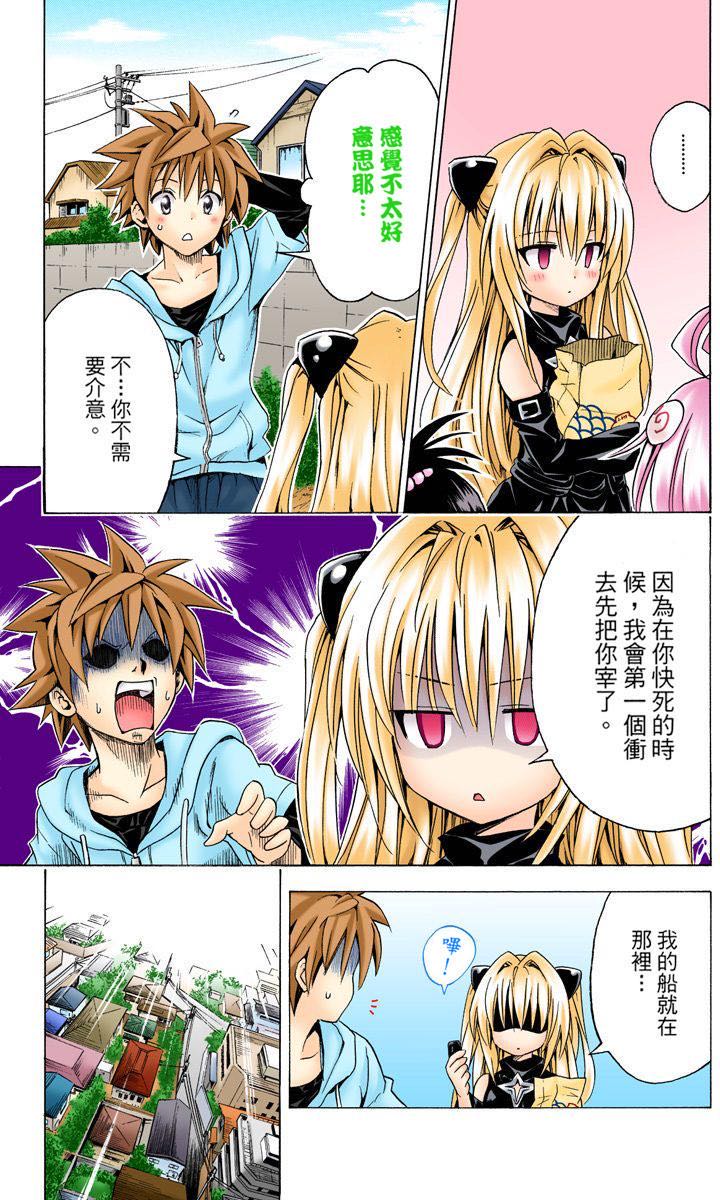 ………
感覺不太好
意思耶…
不…你不需
要介意。
因為在你快死的時
候，我會第一個衝
去先把你宰了。
我的船就在
那裡…
嗶！